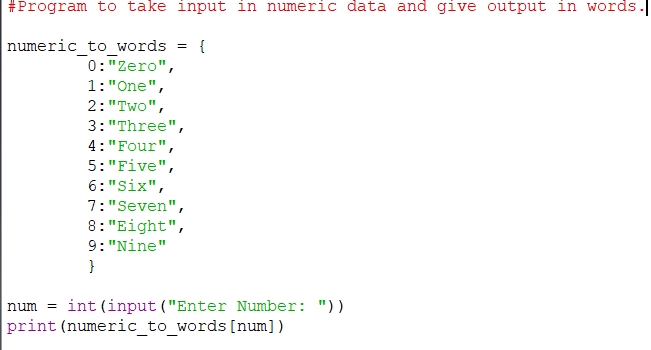 #Program to take input in numeric data and give output in words.
numeric_to_words = {
0:"Zero",
1:"One",
2:"Two",
3:"Three",
4:"Four",
5:"Five",
6:"Six",
7:"Seven",
8:"Eight",
9:"Nine"
}
num = int(input("Enter Number: "))
print(numeric_to_words[num])